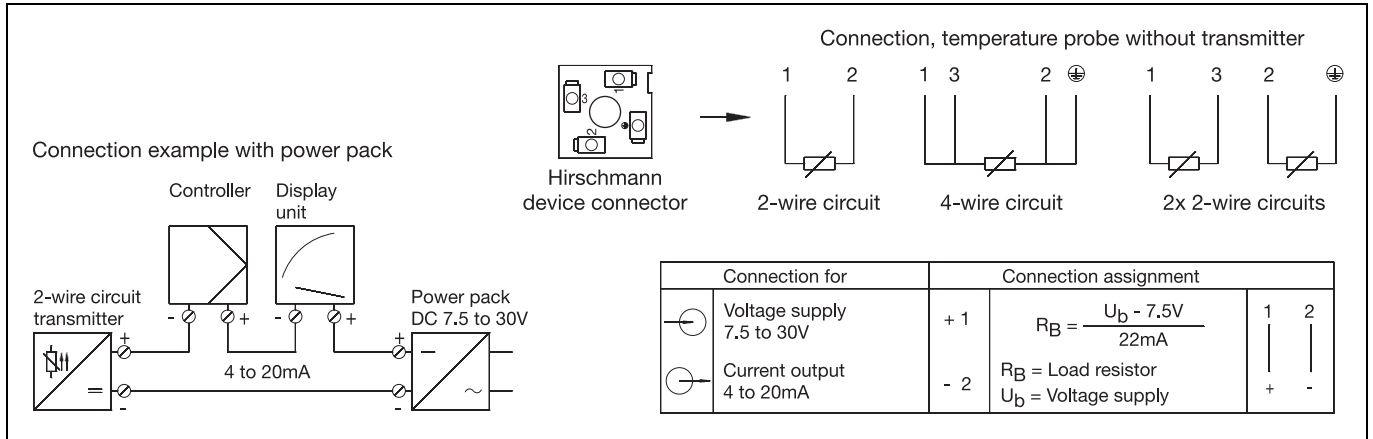 Connection, temperature probe without transmitter
1 2 1 3 2 ⏚ 1 3 2 ⏚
1
3
2
Hirschmann
device connector
2-wire circuit
4-wire circuit
2x 2-wire circuits
Connection example with power pack
Controller
Display
unit
- + - +
2-wire circuit
transmitter
Power pack
DC 7.5 to 30V
+ +
4 to 20mA
- -
Connection for
Connection assignment
Voltage supply
7.5 to 30V
+ 1
R_B = (U_b - 7.5V) / 22mA
1 2
Current output
4 to 20mA
- 2
R_B = Load resistor
U_b = Voltage supply
+ -